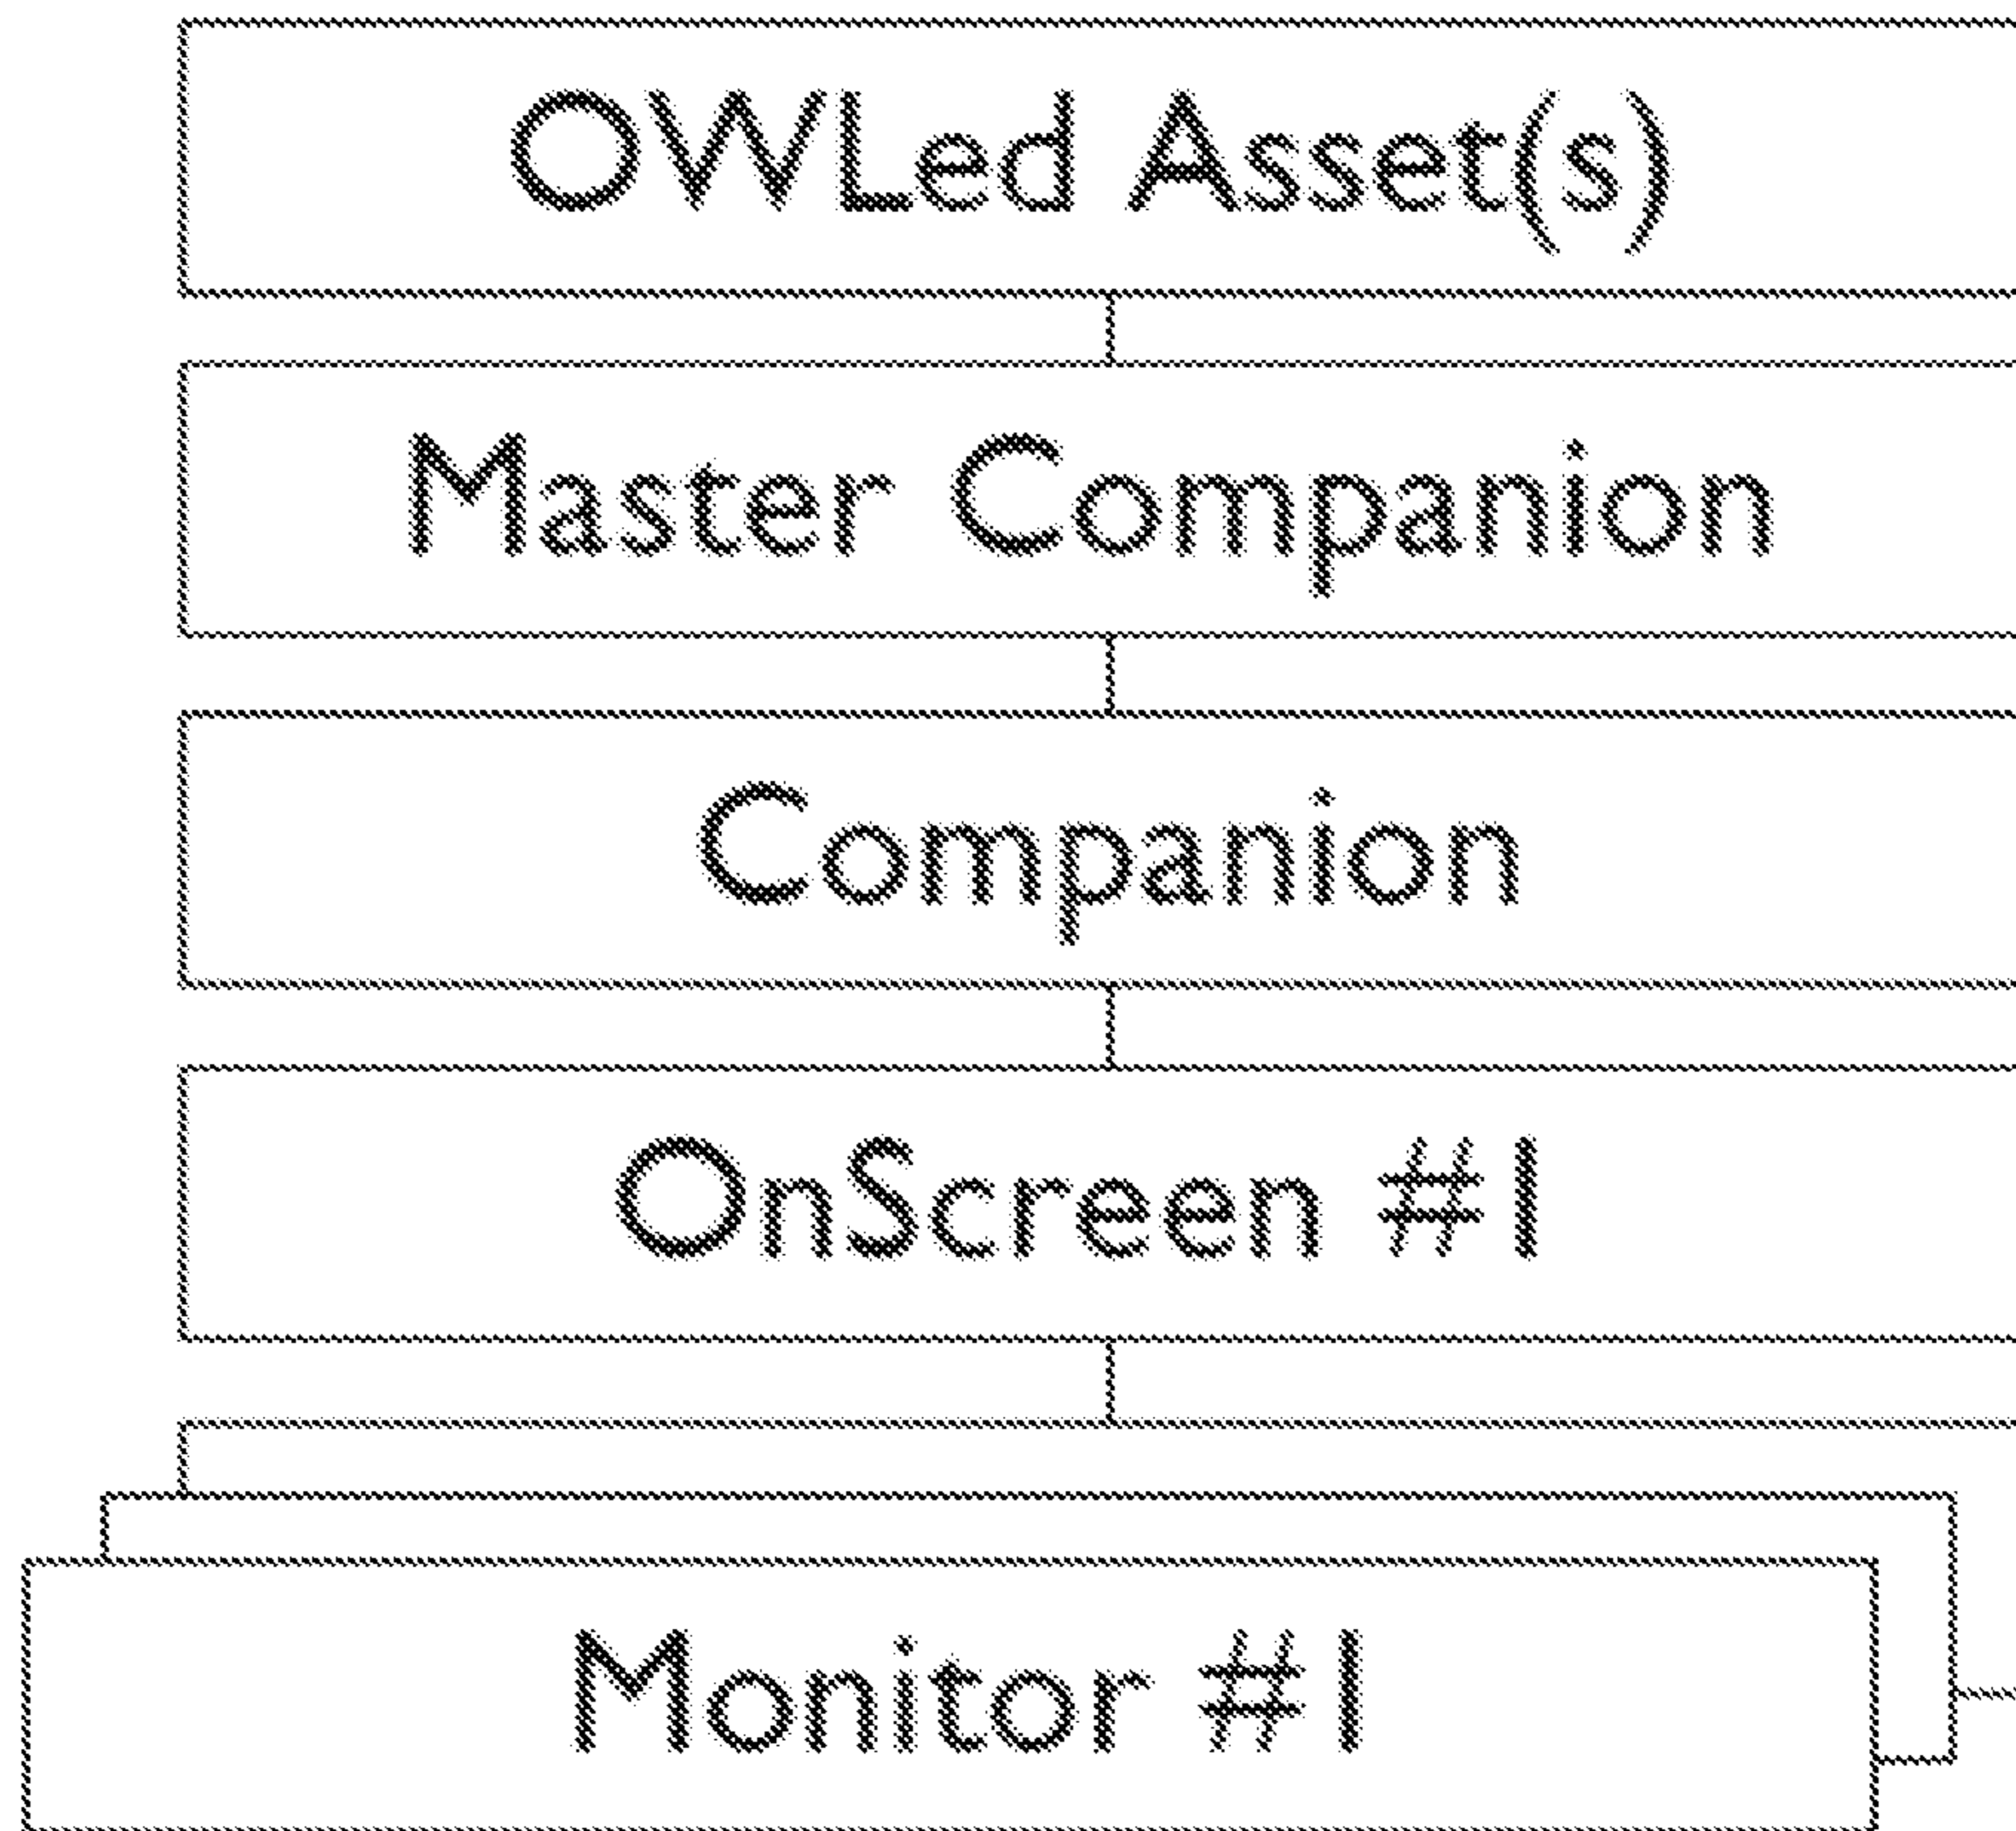 OWLed Asset(s)
Master Companion
Companion
OnScreen #1
Monitor #1